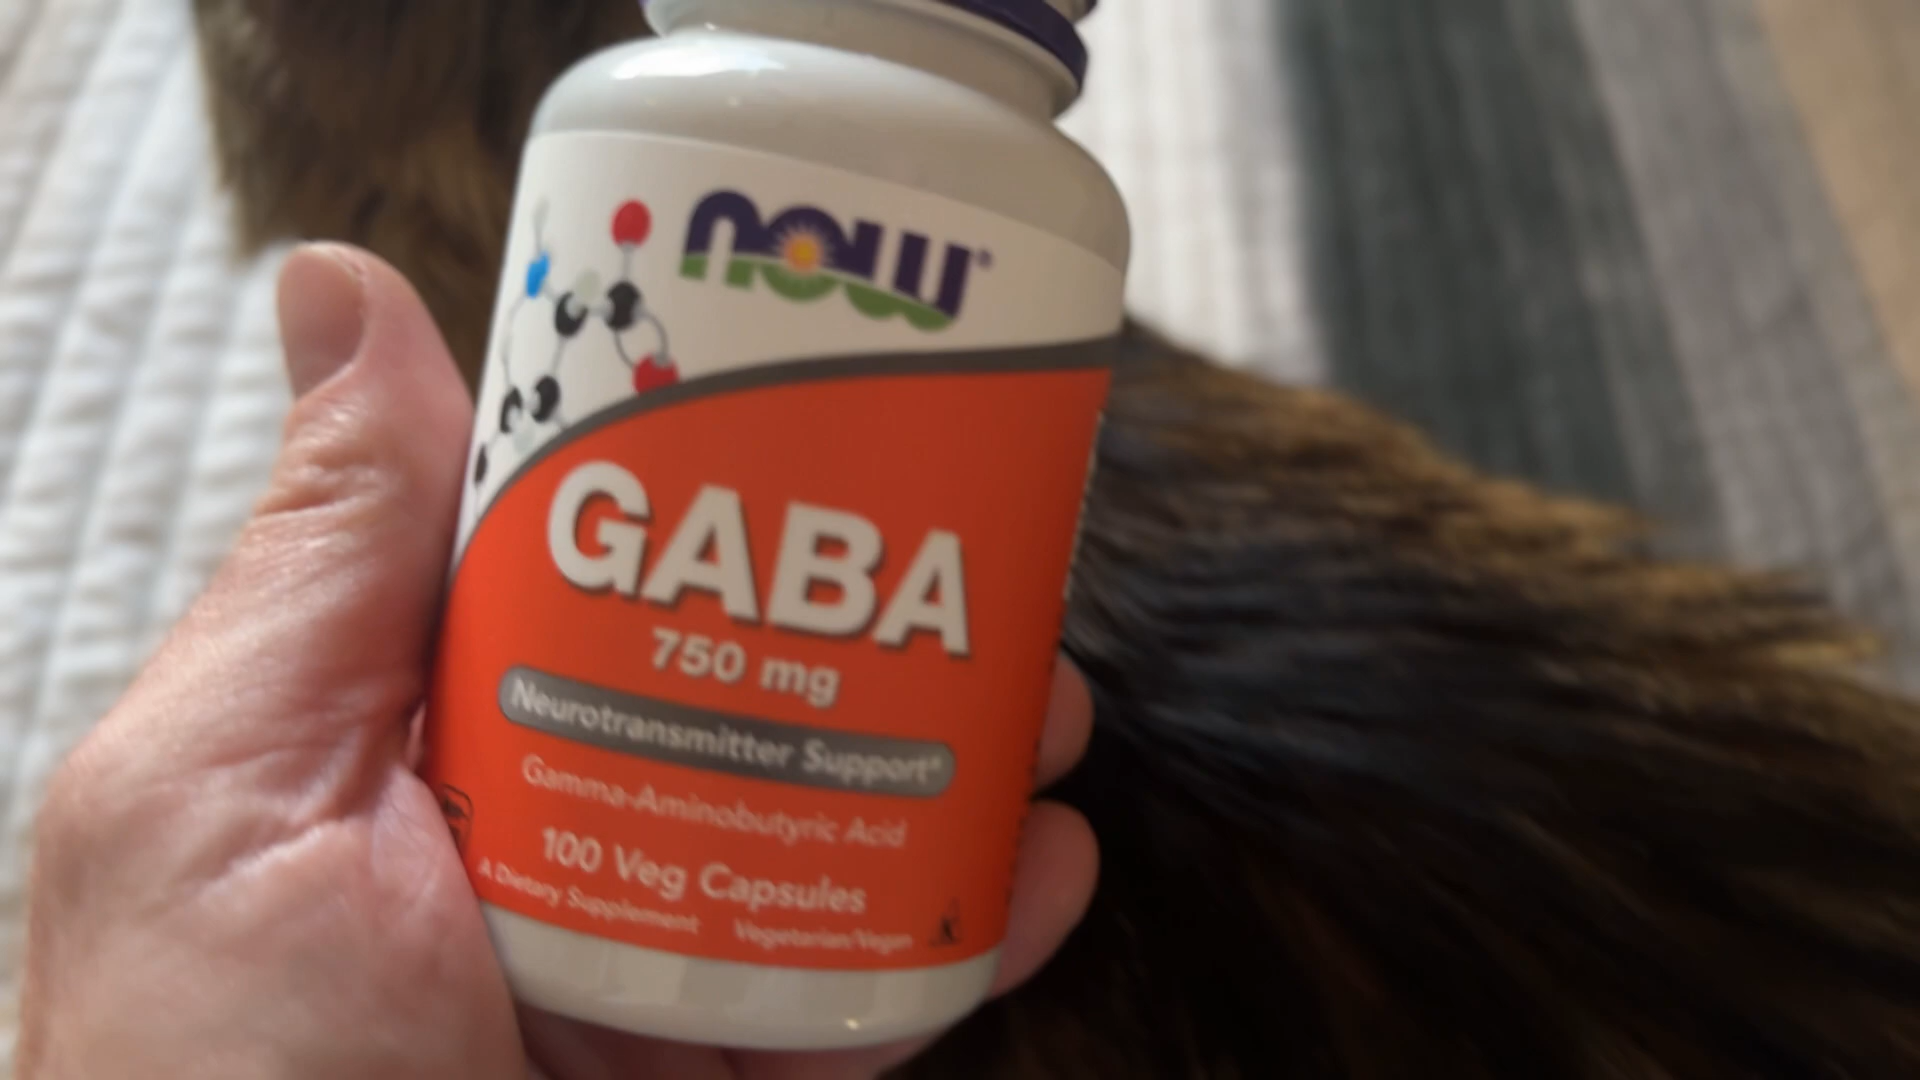 NOW®
GABA
750 mg
Neurotransmitter Support*
Gamma-Aminobutyric Acid
100 Veg Capsules
A Dietary Supplement Vegetarian/Vegan